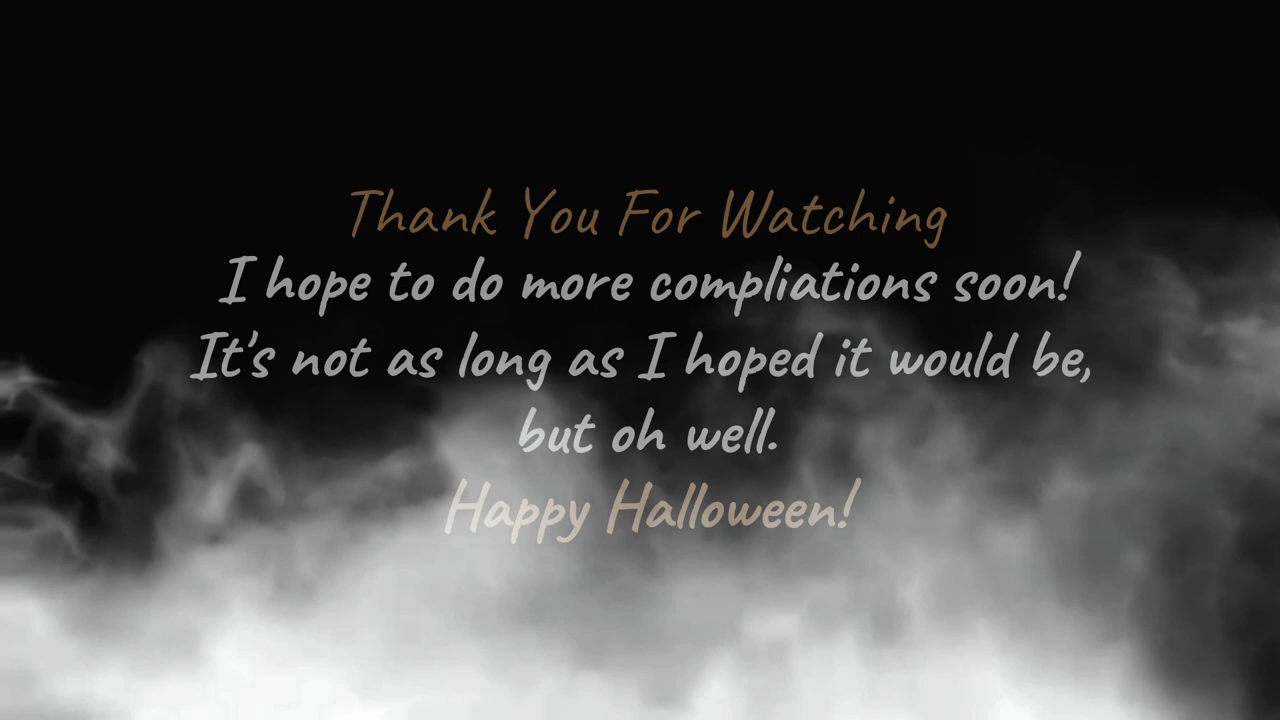 Thank You For Watching
I hope to do more compliations soon!
It's not as long as I hoped it would be,
but oh well.
Happy Halloween!